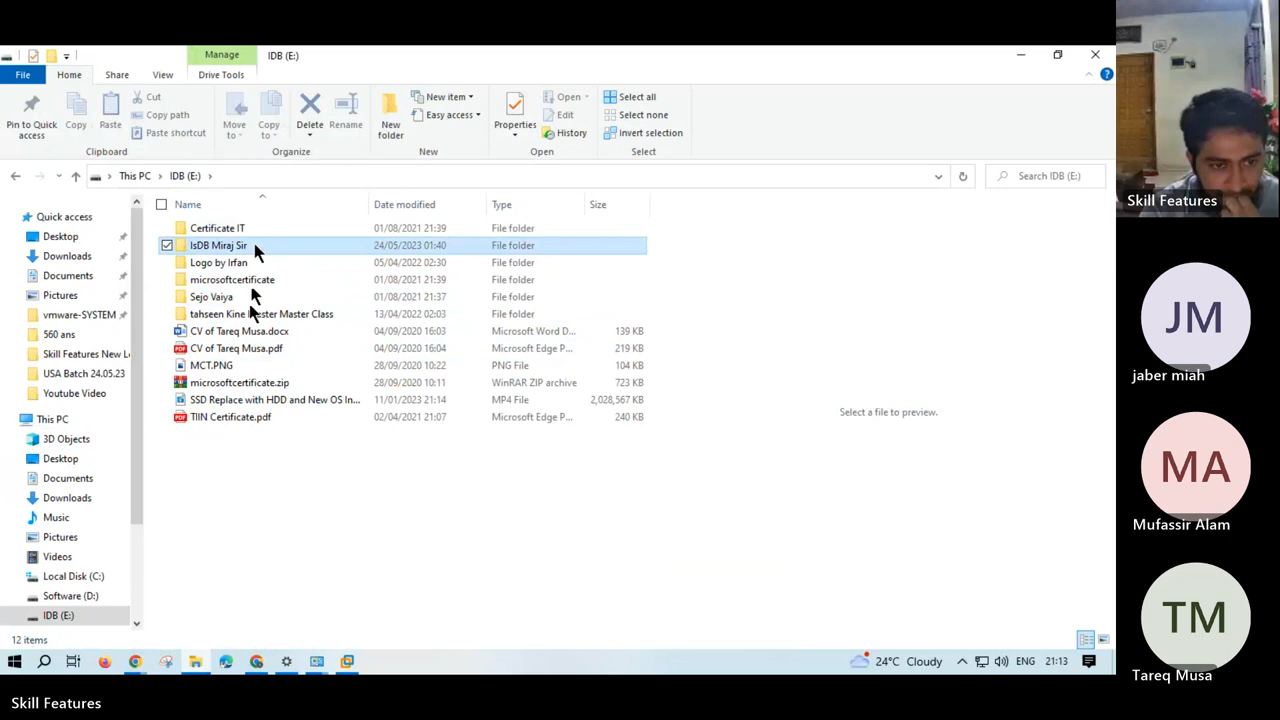 Manage
IDB (E:)
File
Home
Share
View
Drive Tools
Pin to Quick access
Copy
Paste
Cut
Copy path
Paste shortcut
Clipboard
Move to
Copy to
Delete
Rename
Organize
New folder
New item
Easy access
New
Properties
Open
Edit
History
Open
Select all
Select none
Invert selection
Select
This PC
IDB (E:)
Search IDB (E:)
Quick access
Desktop
Downloads
Documents
Pictures
vmware-SYSTEM
560 ans
Skill Features New L
USA Batch 24.05.23
Youtube Video
This PC
3D Objects
Desktop
Documents
Downloads
Music
Pictures
Videos
Local Disk (C:)
Software (D:)
IDB (E:)
Name Date modified Type Size
Certificate IT 01/08/2021 21:39 File folder
IsDB Miraj Sir 24/05/2023 01:40 File folder
Logo by Irfan 05/04/2022 02:30 File folder
microsoftcertificate 01/08/2021 21:39 File folder
Sejo Vaiya 01/08/2021 21:37 File folder
tahseen Kine Master Class 13/04/2022 02:03 File folder
CV of Tareq Musa.docx 04/09/2020 16:03 Microsoft Word D... 139 KB
CV of Tareq Musa.pdf 04/09/2020 16:04 Microsoft Edge P... 219 KB
MCT.PNG 28/09/2020 10:22 PNG File 104 KB
microsoftcertificate.zip 28/09/2020 10:11 WinRAR ZIP archive 723 KB
SSD Replace with HDD and New OS In... 11/01/2023 21:14 MP4 File 2,028,567 KB
TIIN Certificate.pdf 02/04/2021 21:07 Microsoft Edge P... 240 KB
Select a file to preview.
12 items
24°C Cloudy
ENG
21:13
Skill Features
Skill Features
JM
jaber miah
MA
Mufassir Alam
TM
Tareq Musa